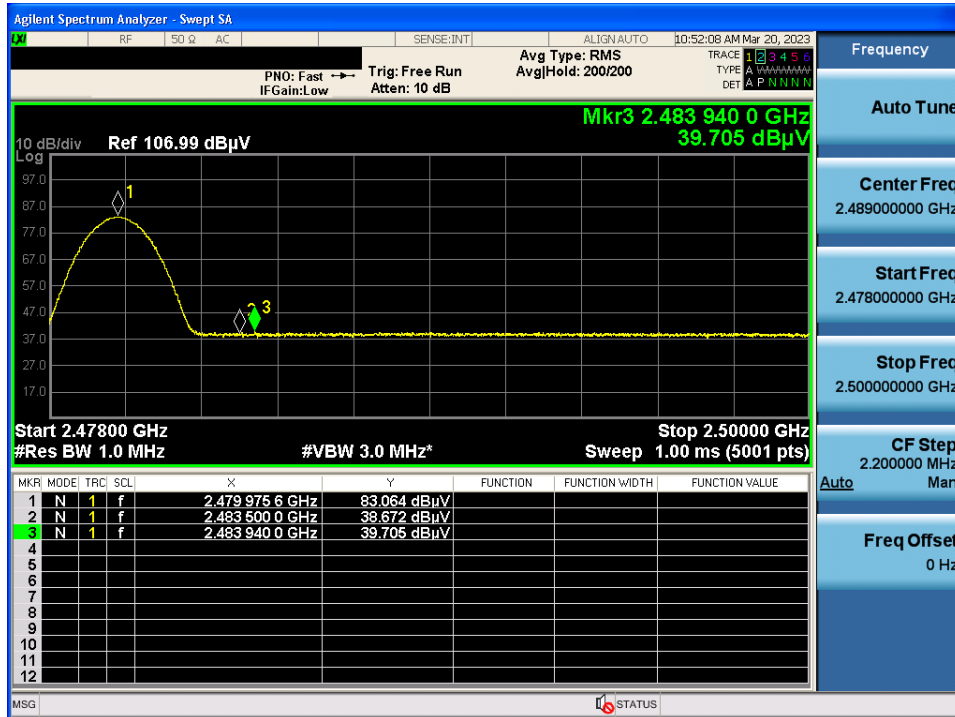 Agilent Spectrum Analyzer - Swept SA
LXI RF 50 Ω AC SENSE:INT ALIGNAUTO 10:52:08 AM Mar 20, 2023
PNO: Fast Trig: Free Run Avg Type: RMS TRACE 1 2 3 4 5 6
IFGain:Low Atten: 10 dB Avg|Hold: 200/200 TYPE A WWWWWW
DET A P N N N N
Mkr3 2.483 940 0 GHz
39.705 dBµV
10 dB/div Ref 106.99 dBµV
Log
97.0
87.0
77.0
67.0
57.0
47.0
37.0
27.0
17.0
1
2
3
Start 2.47800 GHz Stop 2.50000 GHz
#Res BW 1.0 MHz #VBW 3.0 MHz* Sweep 1.00 ms (5001 pts)
MKR MODE TRC SCL X Y FUNCTION FUNCTION WIDTH FUNCTION VALUE
1 N 1 f 2.479 975 6 GHz 83.064 dBµV
2 N 1 f 2.483 500 0 GHz 38.672 dBµV
3 N 1 f 2.483 940 0 GHz 39.705 dBµV
4
5
6
7
8
9
10
11
12
MSG STATUS
Frequency
Auto Tune
Center Freq
2.489000000 GHz
Start Freq
2.478000000 GHz
Stop Freq
2.500000000 GHz
CF Step
2.200000 MHz
Auto Man
Freq Offset
0 Hz